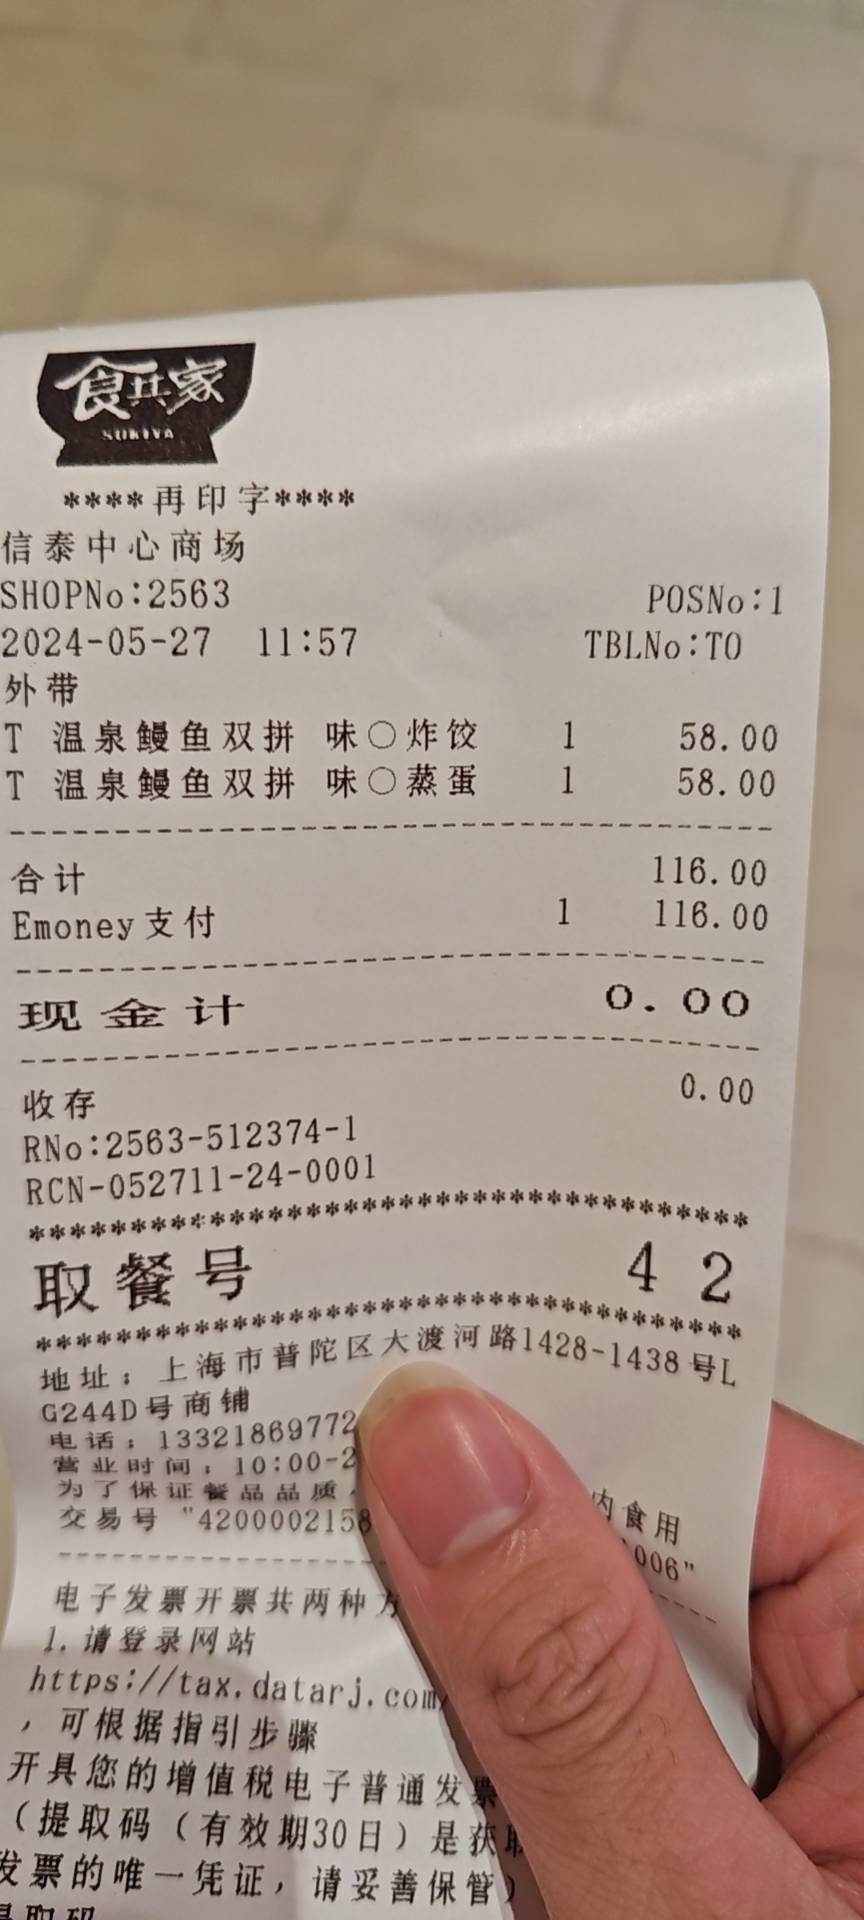 食其家
SUKIYA
****再印字****
信泰中心商场
SHOPNo:2563 POSNo:1
2024-05-27 11:57 TBLNo:TO
外带
T 温泉鳗鱼双拼 味○炸饺 1 58.00
T 温泉鳗鱼双拼 味○蒸蛋 1 58.00
合计 116.00
Emoney支付 1 116.00
现金计 0.00
收存 0.00
RNo:2563-512374-1
RCN-052711-24-0001
取餐号 42
地址：上海市普陀区大渡河路1428-1438号L
G244D号商铺
电话：13321869772
营业时间：10:00-2
为了保证餐品品质， 内食用
交易号"4200002158 1006"
电子发票开票共两种方
1.请登录网站
https://tax.datarj.com/
，可根据指引步骤
开具您的增值税电子普通发票
（提取码（有效期30日）是获取
发票的唯一凭证，请妥善保管）
提取码